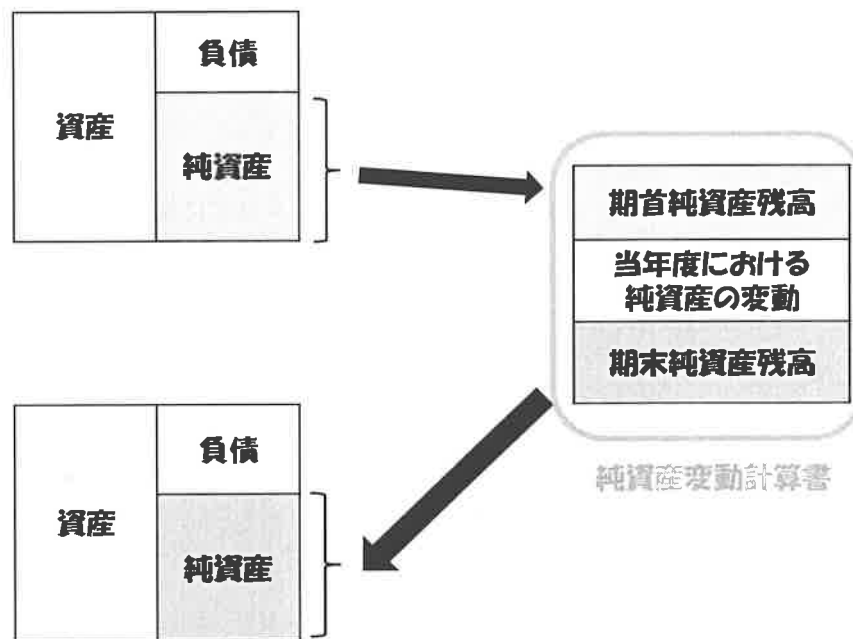 負債
資産
純資産
期首純資産残高
当年度における
純資産の変動
期末純資産残高
純資産変動計算書
負債
資産
純資産